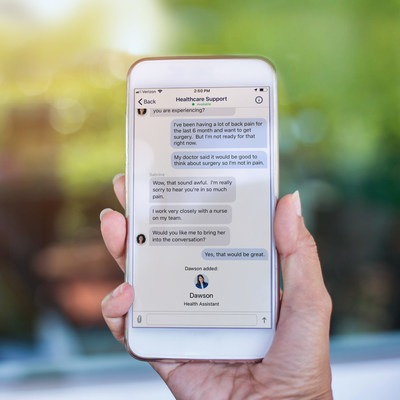 Verizon 2:55 PM
Back Healthcare Support
Available
you are experiencing?
I've been having a lot of back pain for
the last 6 month and want to get
surgery. But I'm not ready for that
right now.
My doctor said it would be good to
think about surgery so I'm not in pain.
Wow, that sound awful. I'm really
sorry to hear you're in so much
pain.
I work very closely with a nurse
on my team.
Would you like me to bring her
into the conversation?
Yes, that would be great.
Dawson added:
Dawson
Health Assistant